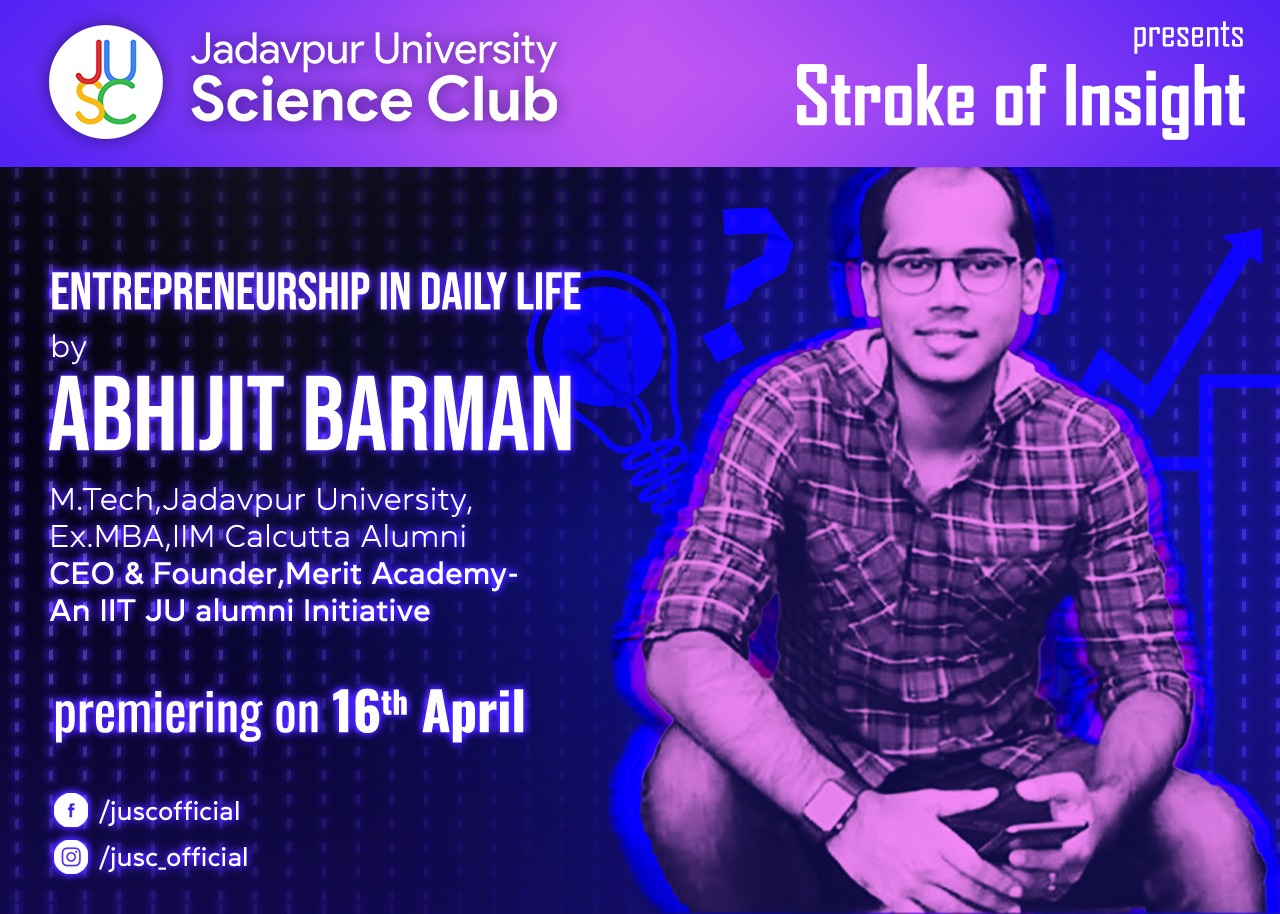 JU
SC
Jadavpur University
Science Club
presents
Stroke of Insight
ENTREPRENEURSHIP IN DAILY LIFE
by
ABHIJIT BARMAN
M.Tech,Jadavpur University,
Ex.MBA,IIM Calcutta Alumni
CEO & Founder,Merit Academy-
An IIT JU alumni Initiative
premiering on 16th April
/juscofficial
/jusc_official